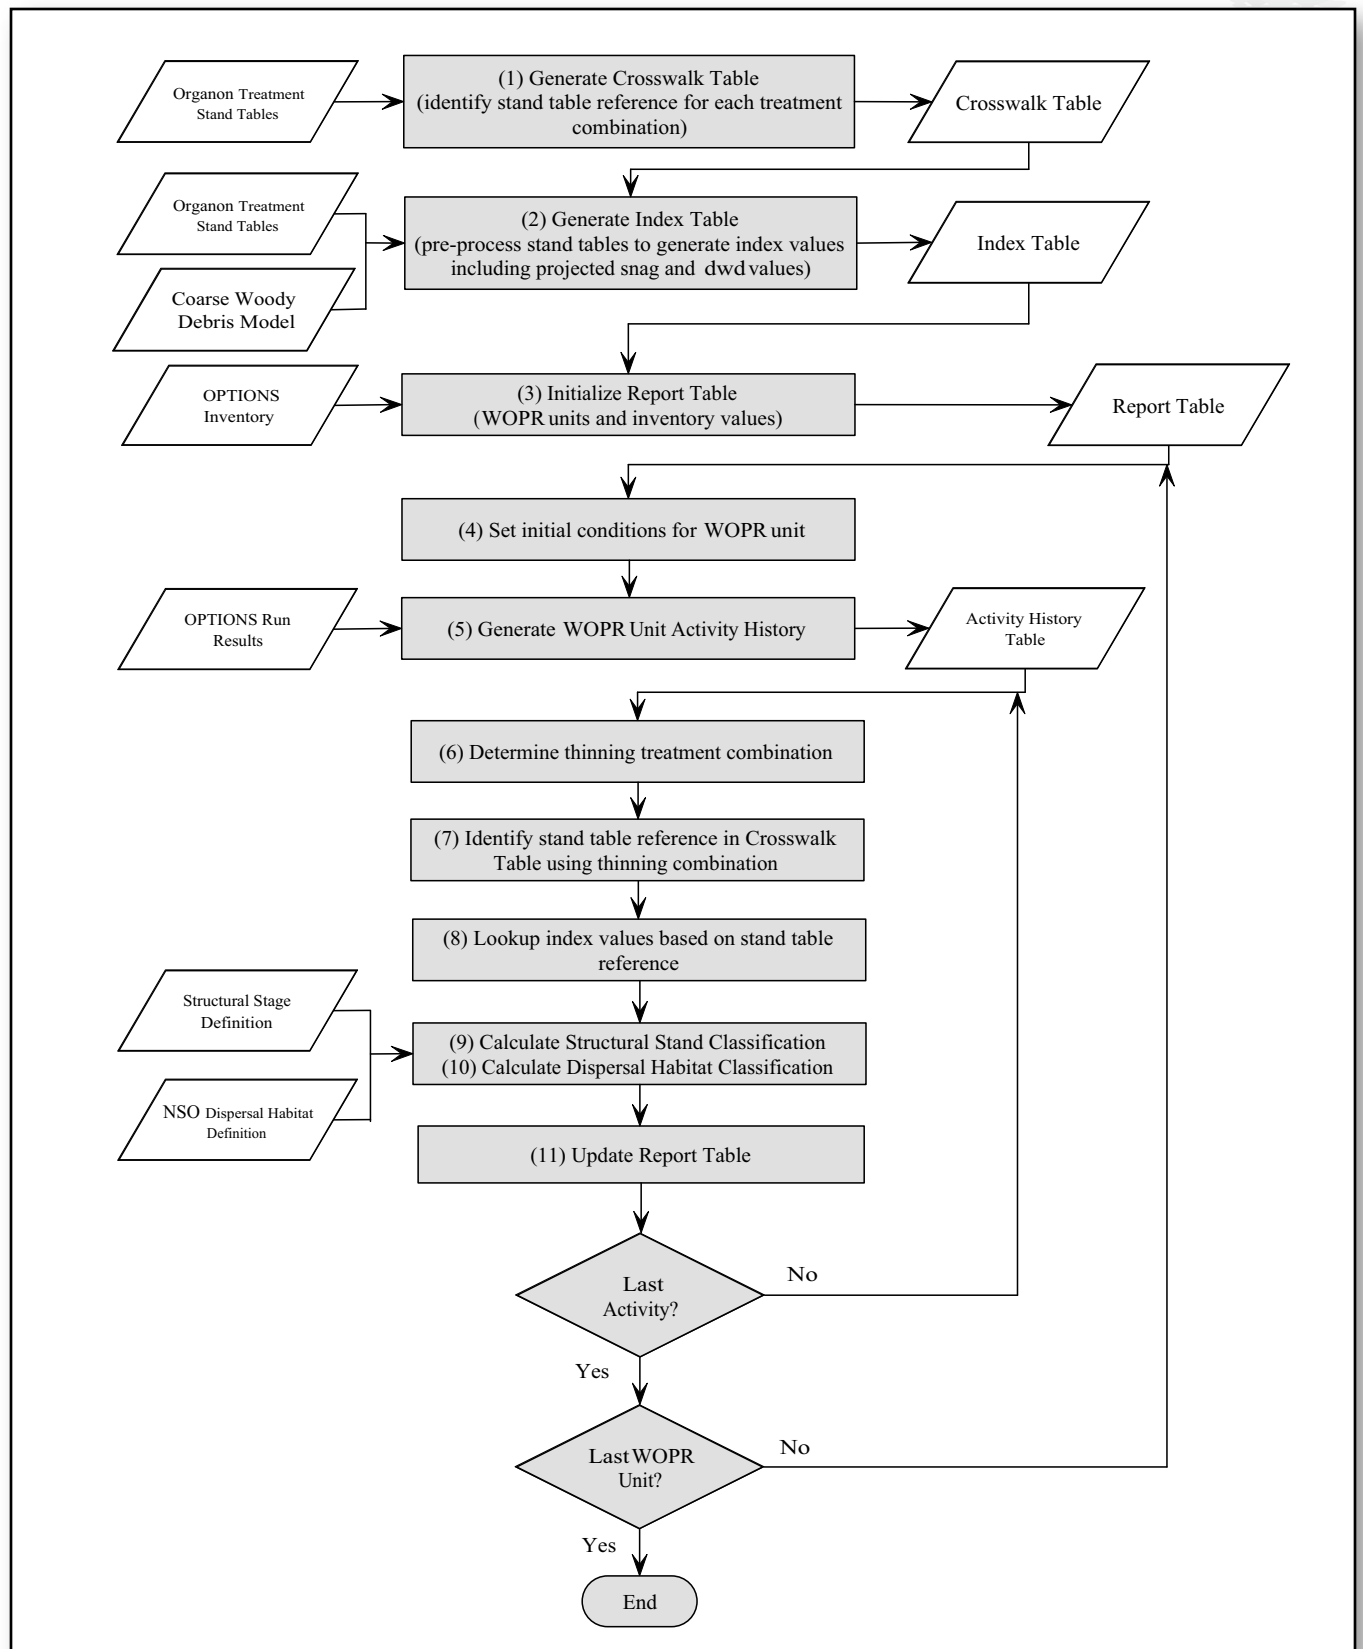 Organon Treatment
Stand Tables
(1) Generate Crosswalk Table
(identify stand table reference for each treatment
combination)
Crosswalk Table
Organon Treatment
Stand Tables
(2) Generate Index Table
(pre-process stand tables to generate index values
including projected snag and dwd values)
Index Table
Coarse Woody
Debris Model
OPTIONS
Inventory
(3) Initialize Report Table
(WOPR units and inventory values)
Report Table
(4) Set initial conditions for WOPR unit
OPTIONS Run
Results
(5) Generate WOPR Unit Activity History
Activity History
Table
(6) Determine thinning treatment combination
(7) Identify stand table reference in Crosswalk
Table using thinning combination
(8) Lookup index values based on stand table
reference
Structural Stage
Definition
(9) Calculate Structural Stand Classification
(10) Calculate Dispersal Habitat Classification
NSO Dispersal Habitat
Definition
(11) Update Report Table
Last
Activity?
No
Yes
Last WOPR
Unit?
No
Yes
End